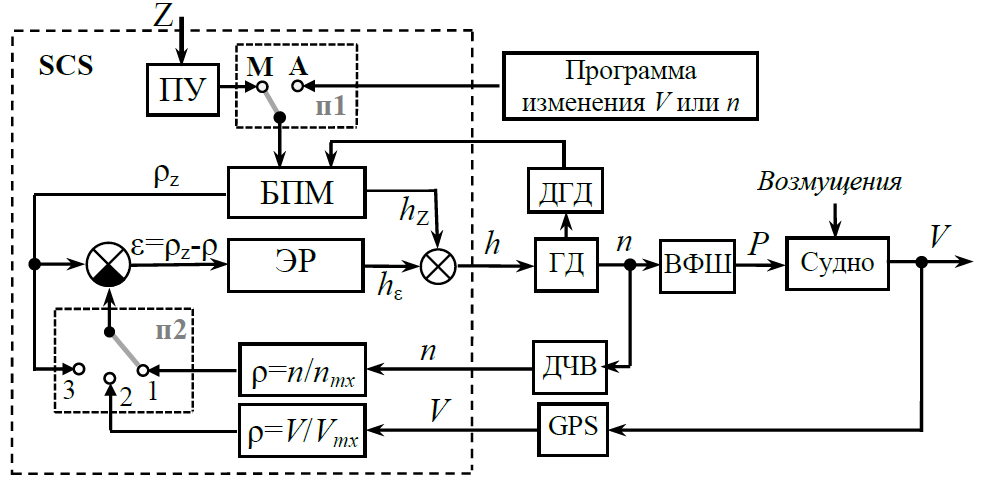 Z
SCS
ПУ
М
А
п1
Программа
изменения V или n
ρz
БПМ
hZ
ДГД
Возмущения
ε=ρz-ρ
ЭР
hε
h
ГД
n
ВФШ
P
Судно
V
п2
3
2
1
ρ=n/nmx
n
ДЧВ
ρ=V/Vmx
V
GPS